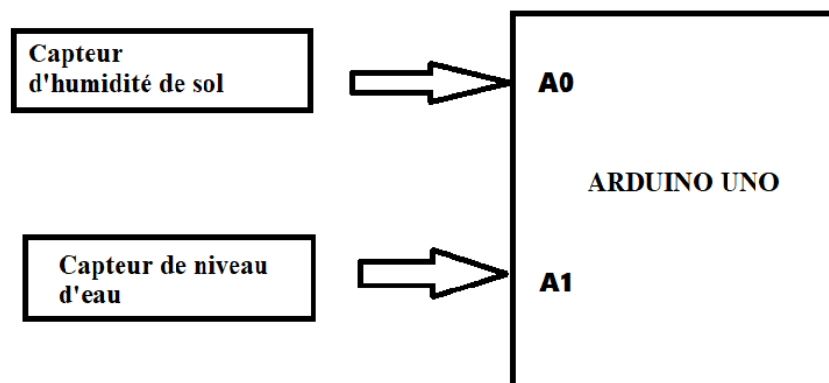 Capteur
d'humidité de sol
A0
ARDUINO UNO
Capteur de niveau
d'eau
A1